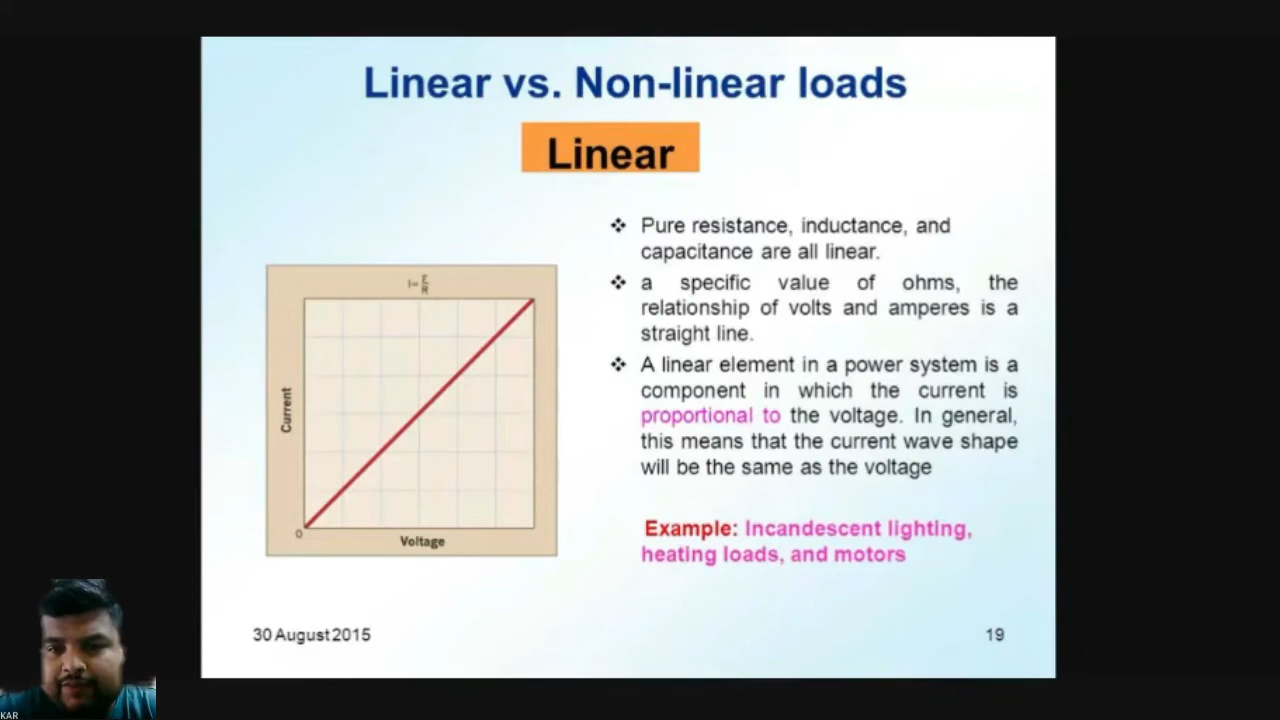 Linear vs. Non-linear loads
Linear
❖ Pure resistance, inductance, and
capacitance are all linear.
❖ a specific value of ohms, the
relationship of volts and amperes is a
straight line.
❖ A linear element in a power system is a
component in which the current is
proportional to the voltage. In general,
this means that the current wave shape
will be the same as the voltage
Example: Incandescent lighting,
heating loads, and motors
Current
0
Voltage
30 August 2015
19
KAR